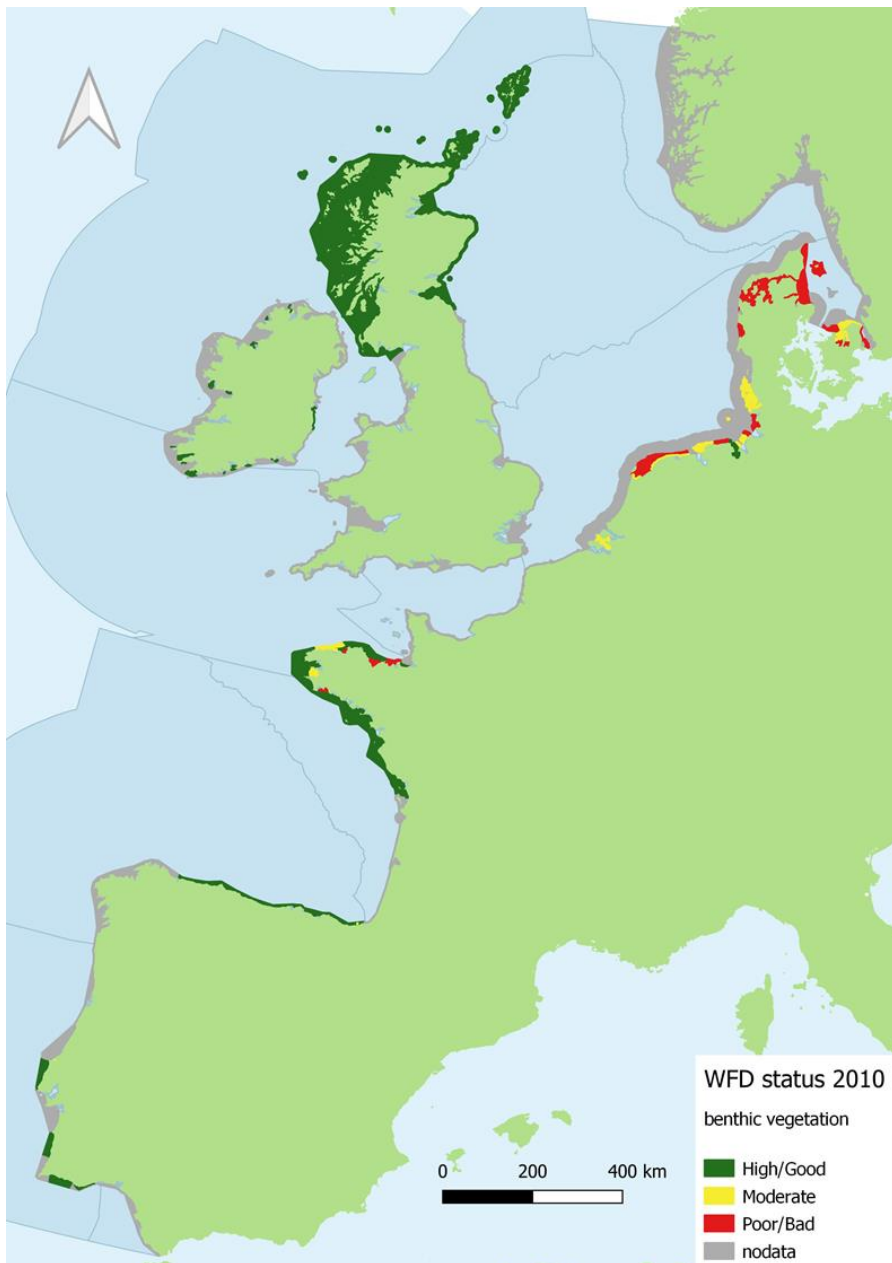 WFD status 2010
benthic vegetation
High/Good
Moderate
Poor/Bad
nodata
0 200 400 km